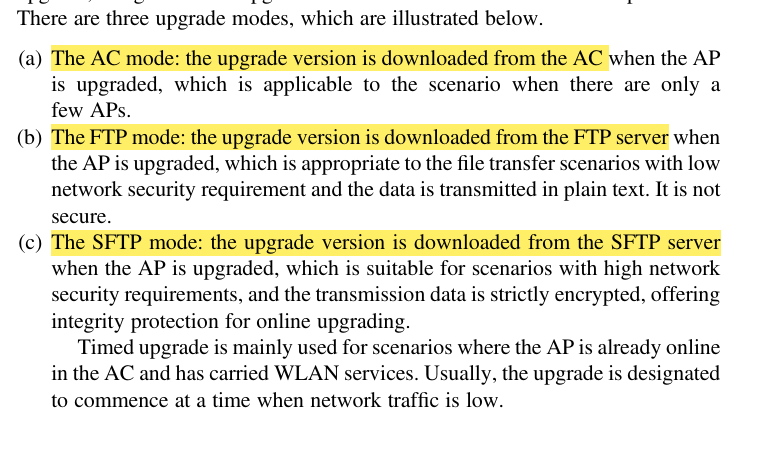 There are three upgrade modes, which are illustrated below.
(a) The AC mode: the upgrade version is downloaded from the AC when the AP
is upgraded, which is applicable to the scenario when there are only a
few APs.
(b) The FTP mode: the upgrade version is downloaded from the FTP server when
the AP is upgraded, which is appropriate to the file transfer scenarios with low
network security requirement and the data is transmitted in plain text. It is not
secure.
(c) The SFTP mode: the upgrade version is downloaded from the SFTP server
when the AP is upgraded, which is suitable for scenarios with high network
security requirements, and the transmission data is strictly encrypted, offering
integrity protection for online upgrading.
Timed upgrade is mainly used for scenarios where the AP is already online
in the AC and has carried WLAN services. Usually, the upgrade is designated
to commence at a time when network traffic is low.